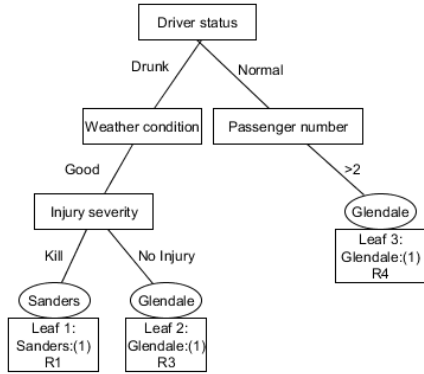 Driver status
Drunk
Normal
Weather condition
Passenger number
Good
>2
Injury severity
Glendale
Leaf 3:
Glendale:(1)
R4
Kill
No Injury
Sanders
Glendale
Leaf 1:
Sanders:(1)
R1
Leaf 2:
Glendale:(1)
R3